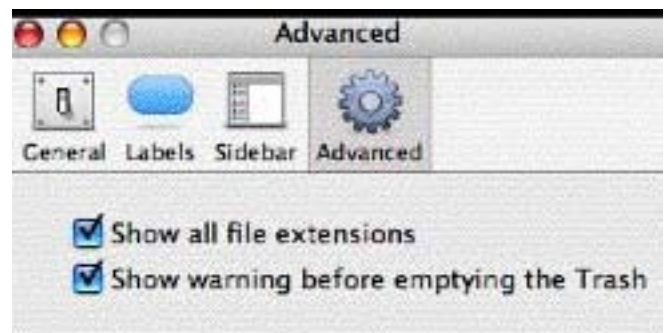 Advanced
General Labels Sidebar Advanced
Show all file extensions
Show warning before emptying the Trash